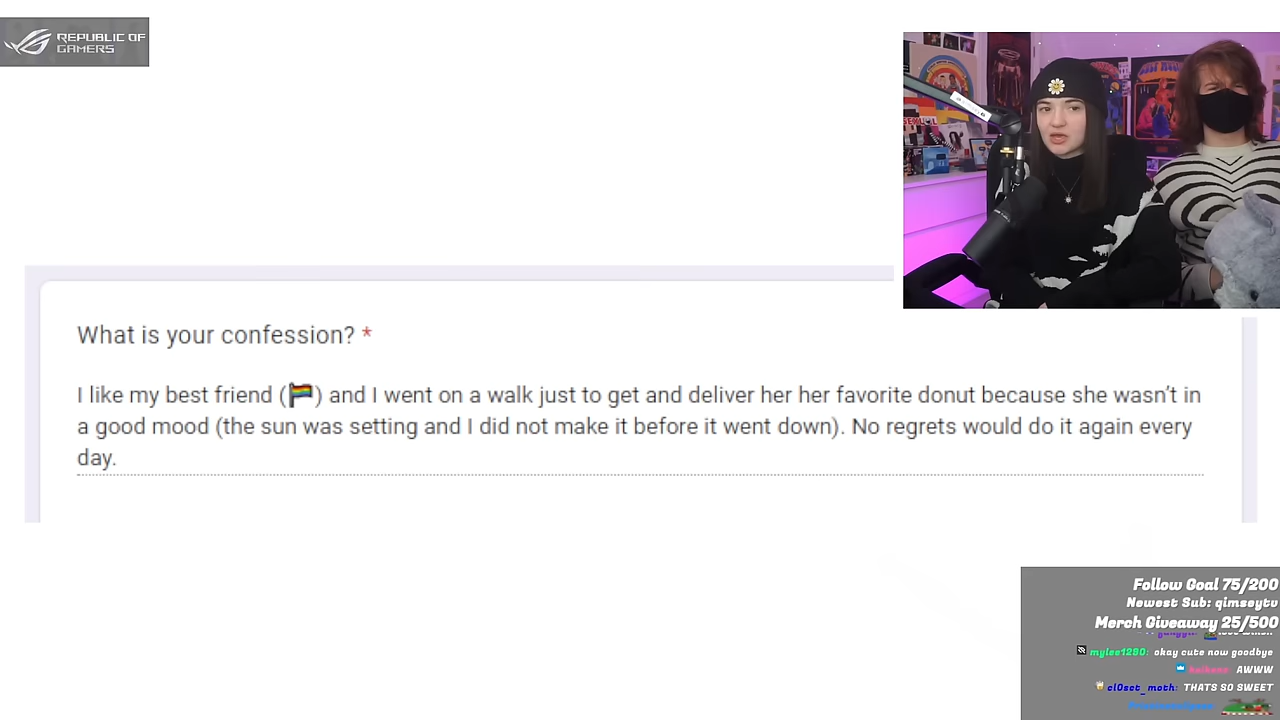 REPUBLIC OF
GAMERS
What is your confession? *
I like my best friend (🏳️‍🌈) and I went on a walk just to get and deliver her her favorite donut because she wasn't in
a good mood (the sun was setting and I did not make it before it went down). No regrets would do it again every
day.
Follow Goal 75/200
Newest Sub: qimseytv
Merch Giveaway 25/500
mylee1280: okay cute now goodbye
AWWW
cl0set_moth: THATS SO SWEET